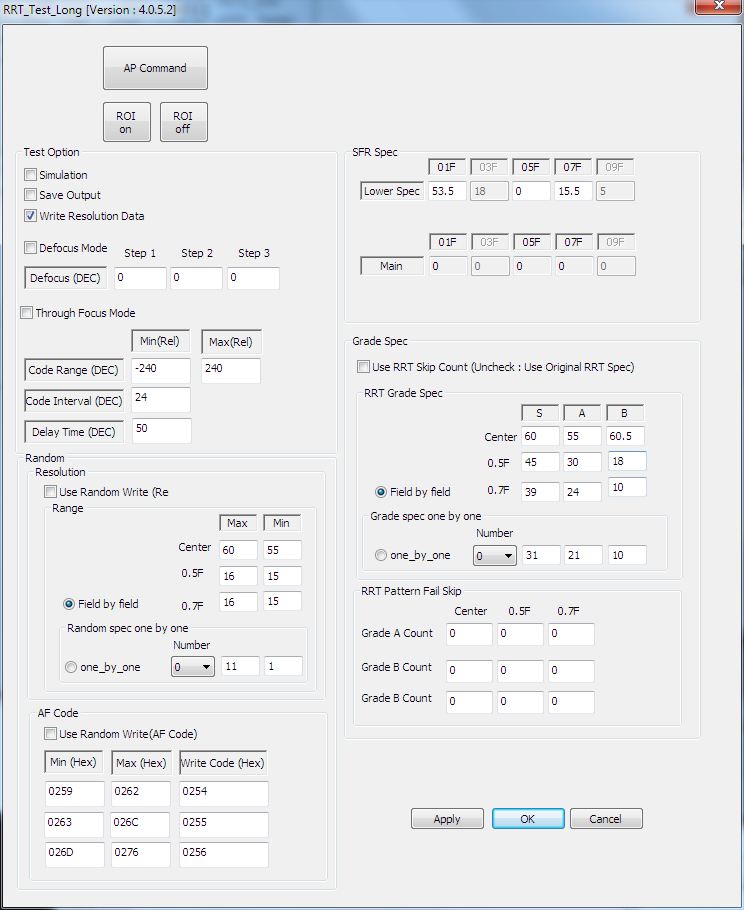 RRT_Test_Long [Version : 4.0.5.2]
AP Command
ROI on
ROI off
Test Option
Simulation
Save Output
Write Resolution Data
Defocus Mode Step 1 Step 2 Step 3
Defocus (DEC) 0 0 0
Through Focus Mode
Min(Rel) Max(Rel)
Code Range (DEC) -240 240
Code Interval (DEC) 24
Delay Time (DEC) 50
Random
Resolution
Use Random Write (Re
Range
Max Min
Center 60 55
0.5F 16 15
Field by field 0.7F 16 15
Random spec one by one
Number
one_by_one 0 11 1
AF Code
Use Random Write(AF Code)
Min (Hex) Max (Hex) Write Code (Hex)
0259 0262 0254
0263 026C 0255
026D 0276 0256
SFR Spec
01F 03F 05F 07F 09F
Lower Spec 53.5 18 0 15.5 5
01F 03F 05F 07F 09F
Main 0 0 0 0 0
Grade Spec
Use RRT Skip Count (Uncheck : Use Original RRT Spec)
RRT Grade Spec
S A B
Center 60 55 60.5
0.5F 45 30 18
Field by field 0.7F 39 24 10
Grade spec one by one
Number
one_by_one 0 31 21 10
RRT Pattern Fail Skip
Center 0.5F 0.7F
Grade A Count 0 0 0
Grade B Count 0 0 0
Grade B Count 0 0 0
Apply OK Cancel